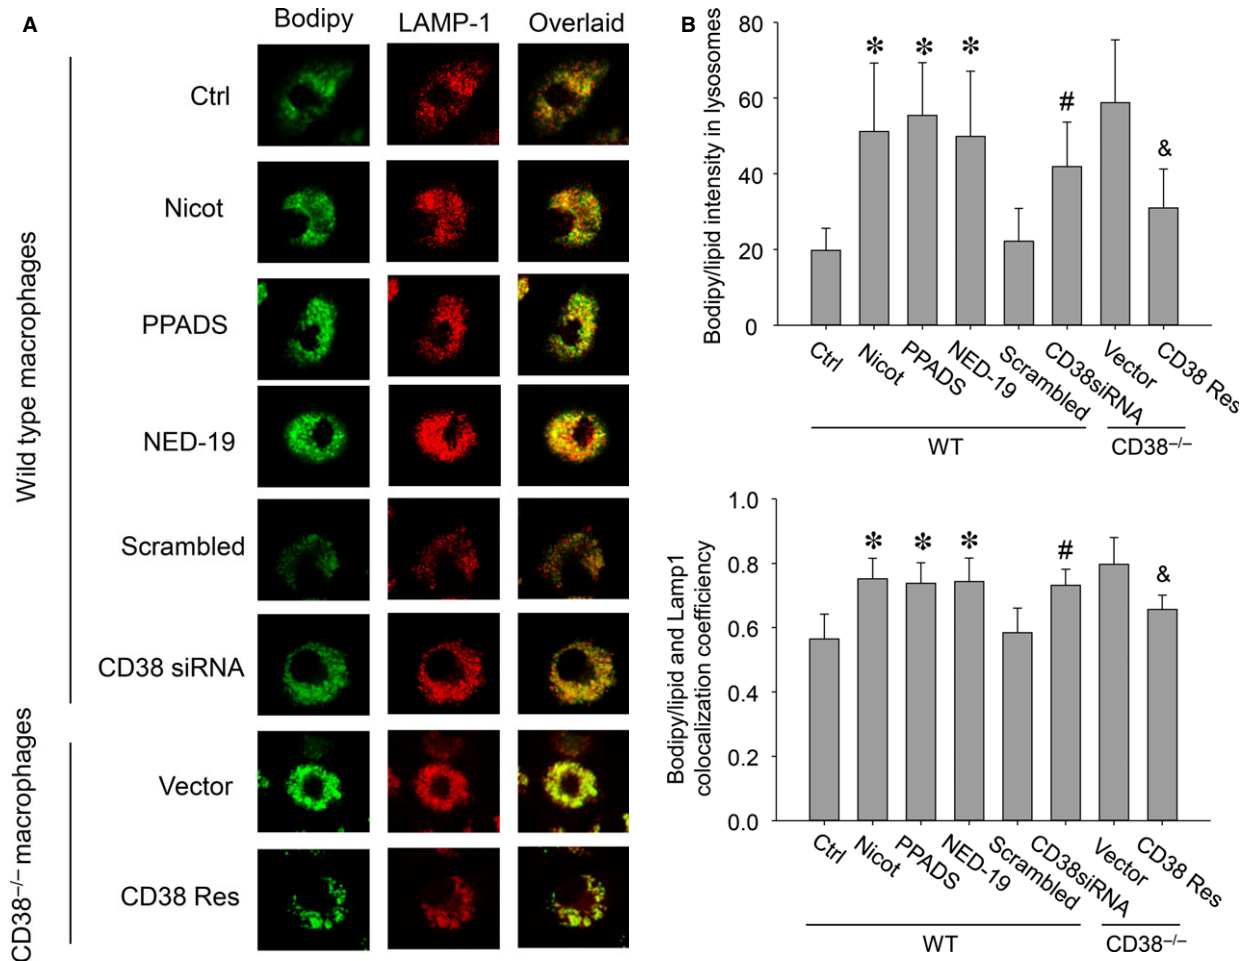 A
Bodipy LAMP-1 Overlaid
Wild type macrophages
Ctrl
Nicot
PPADS
NED-19
Scrambled
CD38 siRNA
CD38⁻/⁻ macrophages
Vector
CD38 Res
B
Bodipy/lipid intensity in lysosomes
80
60
40
20
0
* * * # &
Ctrl Nicot PPADS NED-19 Scrambled CD38siRNA Vector CD38 Res
WT CD38⁻/⁻
Bodipy/lipid and Lamp1
colocalization coefficiency
1.0
0.8
0.6
0.4
0.2
0.0
* * * # &
Ctrl Nicot PPADS NED-19 Scrambled CD38siRNA Vector CD38 Res
WT CD38⁻/⁻